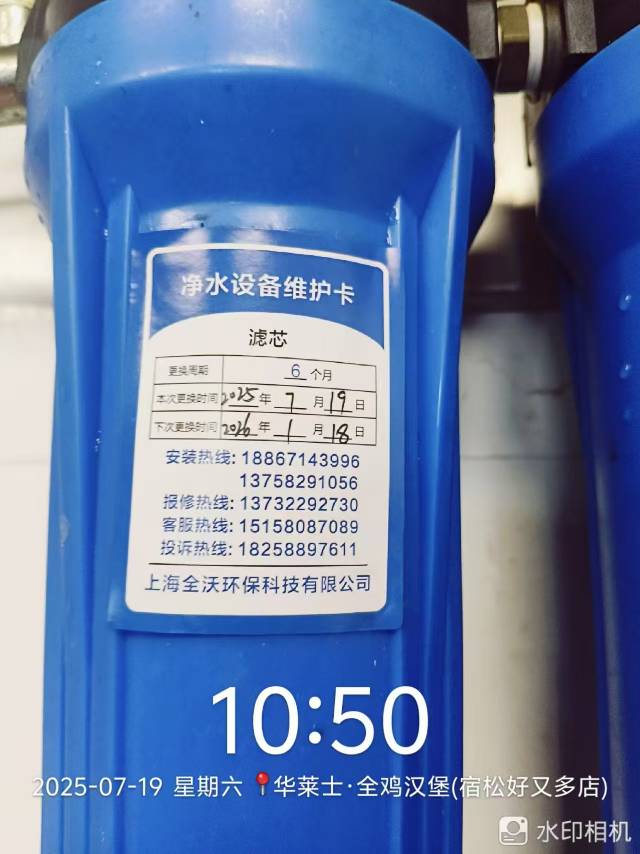 净水设备维护卡
滤芯
更换周期 6 个月
本次更换时间 2025 年 7 月 19 日
下次更换时间 2026 年 1 月 18 日
安装热线: 18867143996
13758291056
报修热线: 13732292730
客服热线: 15158087089
投诉热线: 18258897611
上海全沃环保科技有限公司
10:50
2025-07-19 星期六 📍华莱士·全鸡汉堡(宿松好又多店)
水印相机